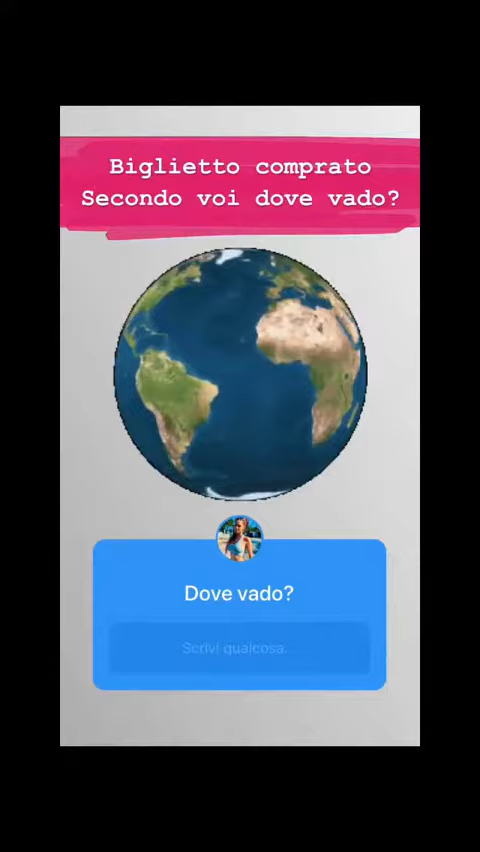 Biglietto comprato
Secondo voi dove vado?
Dove vado?
Scrivi qualcosa...